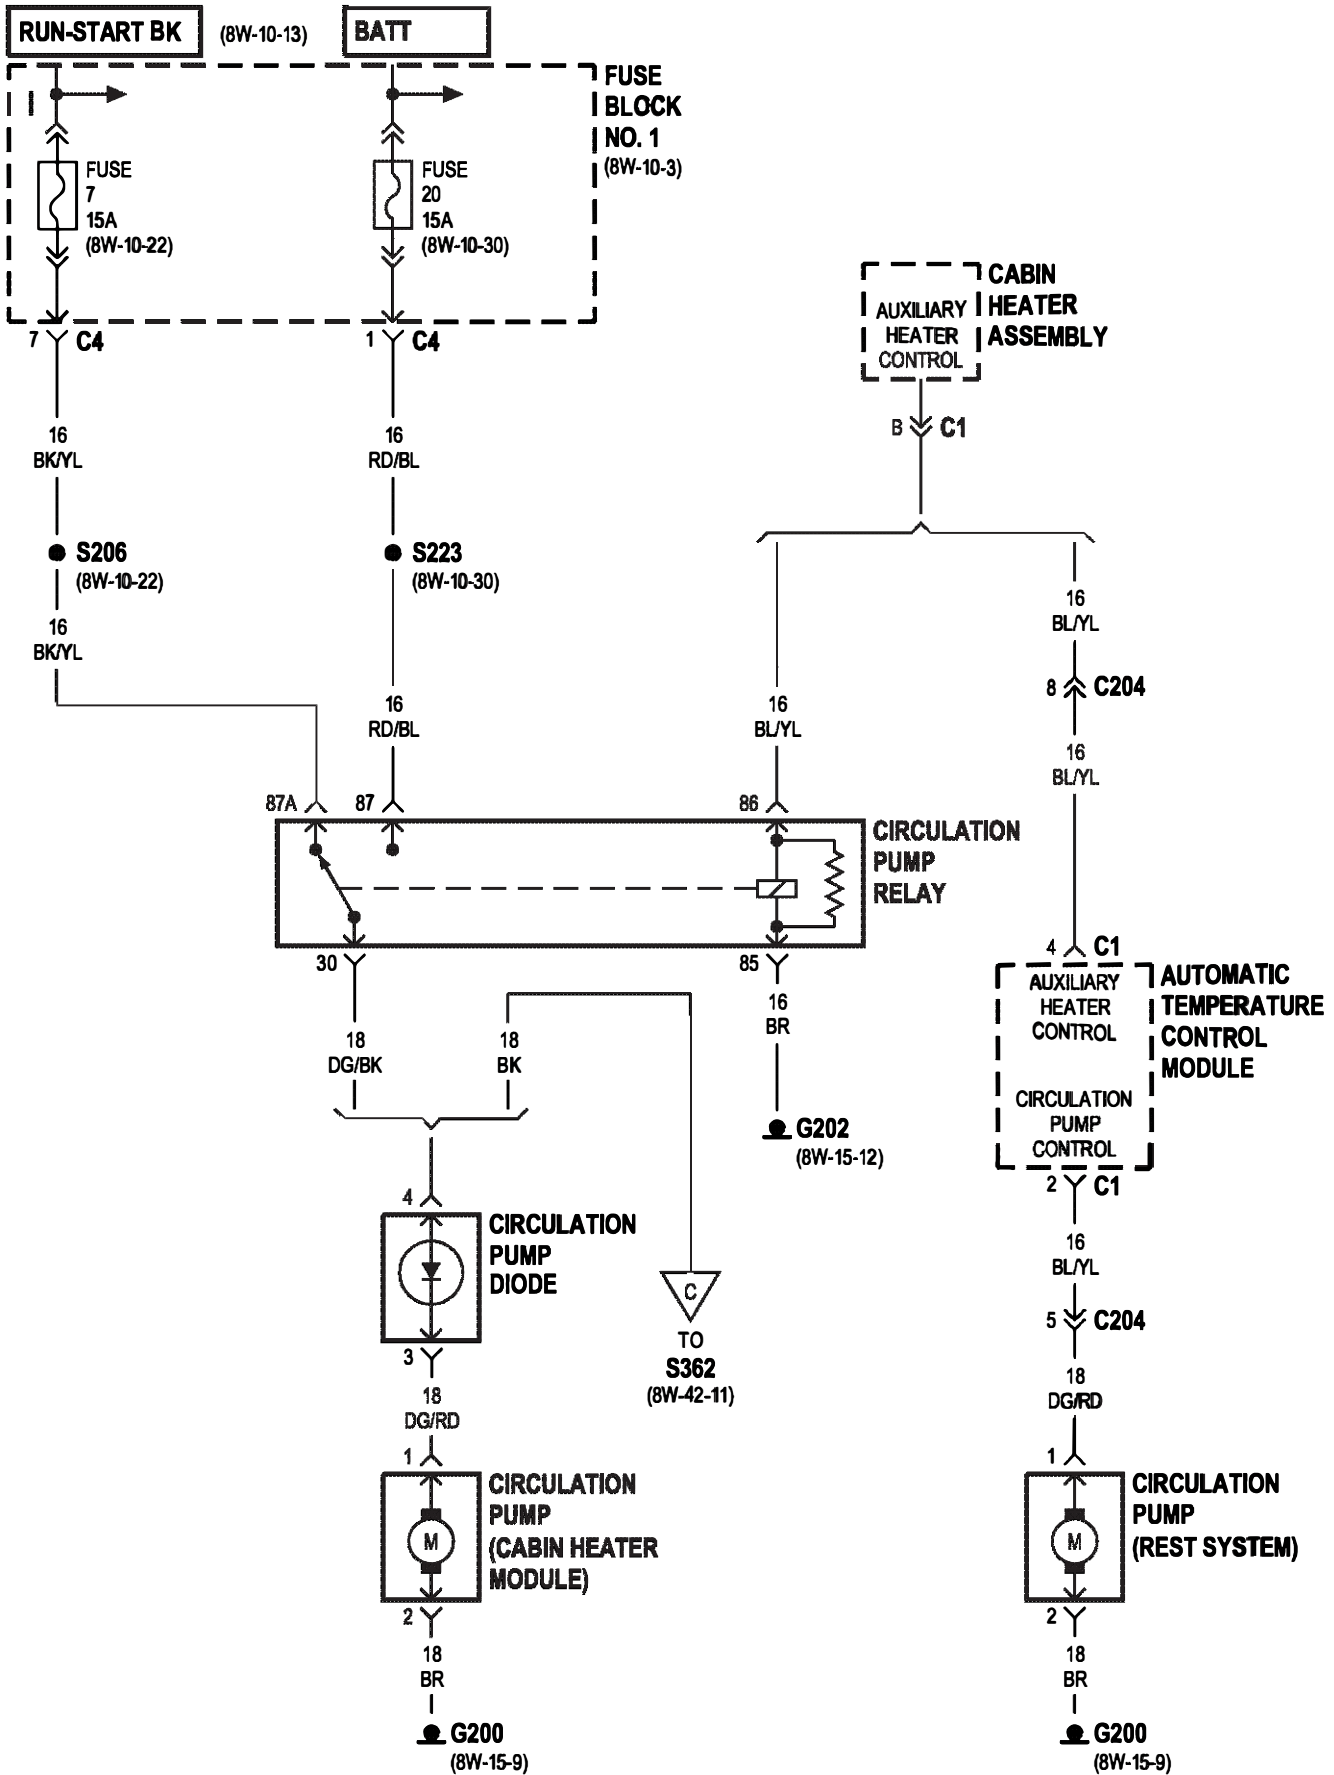 RUN-START BK
(8W-10-13)
BATT
FUSE
BLOCK
NO. 1
(8W-10-3)
FUSE
7
15A
(8W-10-22)
FUSE
20
15A
(8W-10-30)
7
C4
1
C4
CABIN
HEATER
ASSEMBLY
AUXILIARY
HEATER
CONTROL
B
C1
16
BK/YL
16
RD/BL
S206
(8W-10-22)
S223
(8W-10-30)
16
BK/YL
16
RD/BL
16
BL/YL
16
BL/YL
8
C204
16
BL/YL
87A
87
86
CIRCULATION
PUMP
RELAY
30
85
4
C1
AUXILIARY
HEATER
CONTROL
CIRCULATION
PUMP
CONTROL
AUTOMATIC
TEMPERATURE
CONTROL
MODULE
18
DG/BK
18
BK
16
BR
G202
(8W-15-12)
2
C1
4
CIRCULATION
PUMP
DIODE
C
TO
S362
(8W-42-11)
16
BL/YL
5
C204
3
18
DG/RD
18
DG/RD
1
CIRCULATION
PUMP
(CABIN HEATER
MODULE)
M
1
CIRCULATION
PUMP
(REST SYSTEM)
M
2
18
BR
2
18
BR
G200
(8W-15-9)
G200
(8W-15-9)